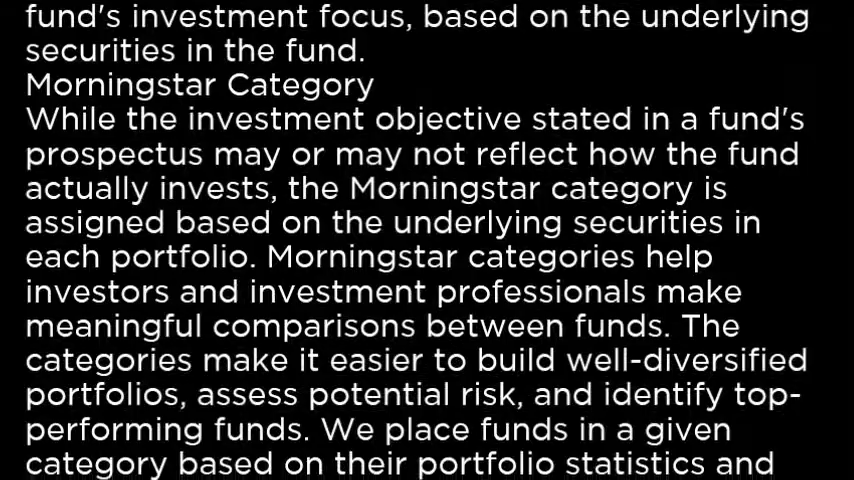 fund's investment focus, based on the underlying
securities in the fund.
Morningstar Category
While the investment objective stated in a fund's
prospectus may or may not reflect how the fund
actually invests, the Morningstar category is
assigned based on the underlying securities in
each portfolio. Morningstar categories help
investors and investment professionals make
meaningful comparisons between funds. The
categories make it easier to build well-diversified
portfolios, assess potential risk, and identify top-
performing funds. We place funds in a given
category based on their portfolio statistics and